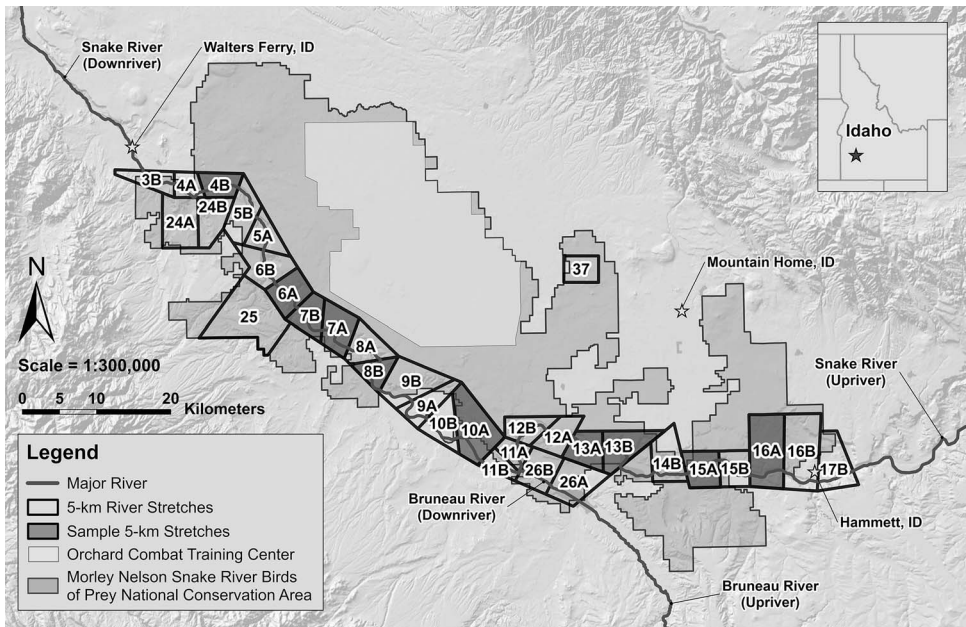 Snake River
(Downriver)
Walters Ferry, ID
Idaho
3B
4A
4B
24A
24B
5B
5A
6B
6A
25
7B
7A
8A
8B
9B
9A
10B
10A
37
Mountain Home, ID
Snake River
(Upriver)
12B
12A
11A
11B
26B
26A
13A
13B
14B
15A
15B
16A
16B
17B
Hammett, ID
Bruneau River
(Downriver)
Bruneau River
(Upriver)
N
Scale = 1:300,000
0 5 10 20
Kilometers
Legend
Major River
5-km River Stretches
Sample 5-km Stretches
Orchard Combat Training Center
Morley Nelson Snake River Birds
of Prey National Conservation Area